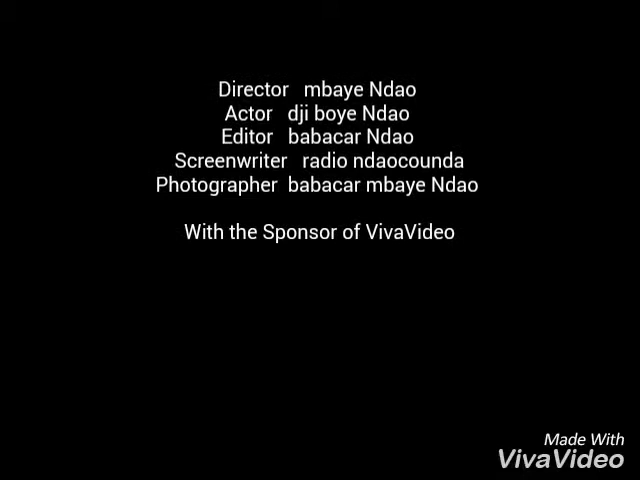 Director mbaye Ndao
Actor dji boye Ndao
Editor babacar Ndao
Screenwriter radio ndaocounda
Photographer babacar mbaye Ndao
With the Sponsor of VivaVideo
Made With
VivaVideo